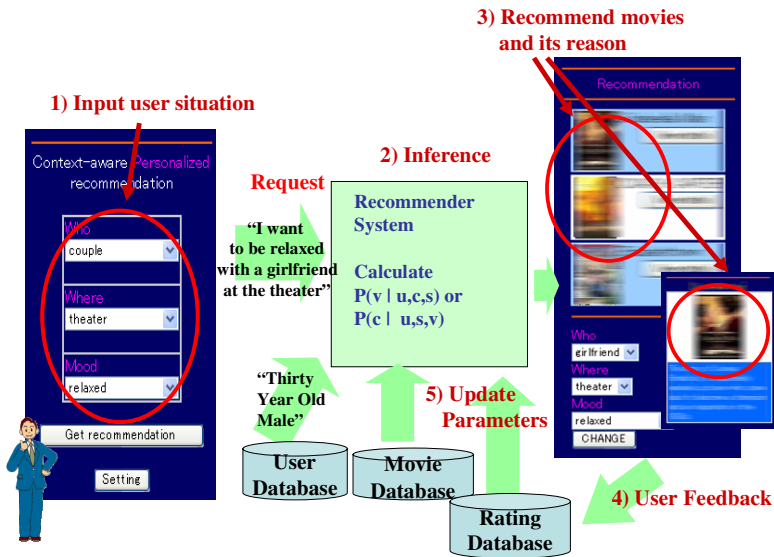 3) Recommend movies
and its reason
1) Input user situation
Context-aware Personalized
recommendation
Who
couple
Where
theater
Mood
relaxed
Get recommendation
Setting
Request
“I want
to be relaxed
with a girlfriend
at the theater”
“Thirty
Year Old
Male”
2) Inference
Recommender
System
Calculate
P(v | u,c,s) or
P(c | u,s,v)
5) Update
Parameters
User
Database
Movie
Database
Rating
Database
Recommendation
Who
girlfriend
Where
theater
Mood
relaxed
CHANGE
4) User Feedback